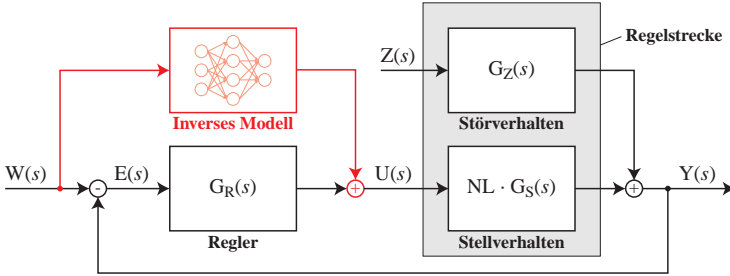 Regelstrecke
Z(s)
G_Z(s)
Inverses Modell
Störverhalten
W(s)
-
E(s)
G_R(s)
+
U(s)
NL · G_S(s)
+
Y(s)
Regler
Stellverhalten